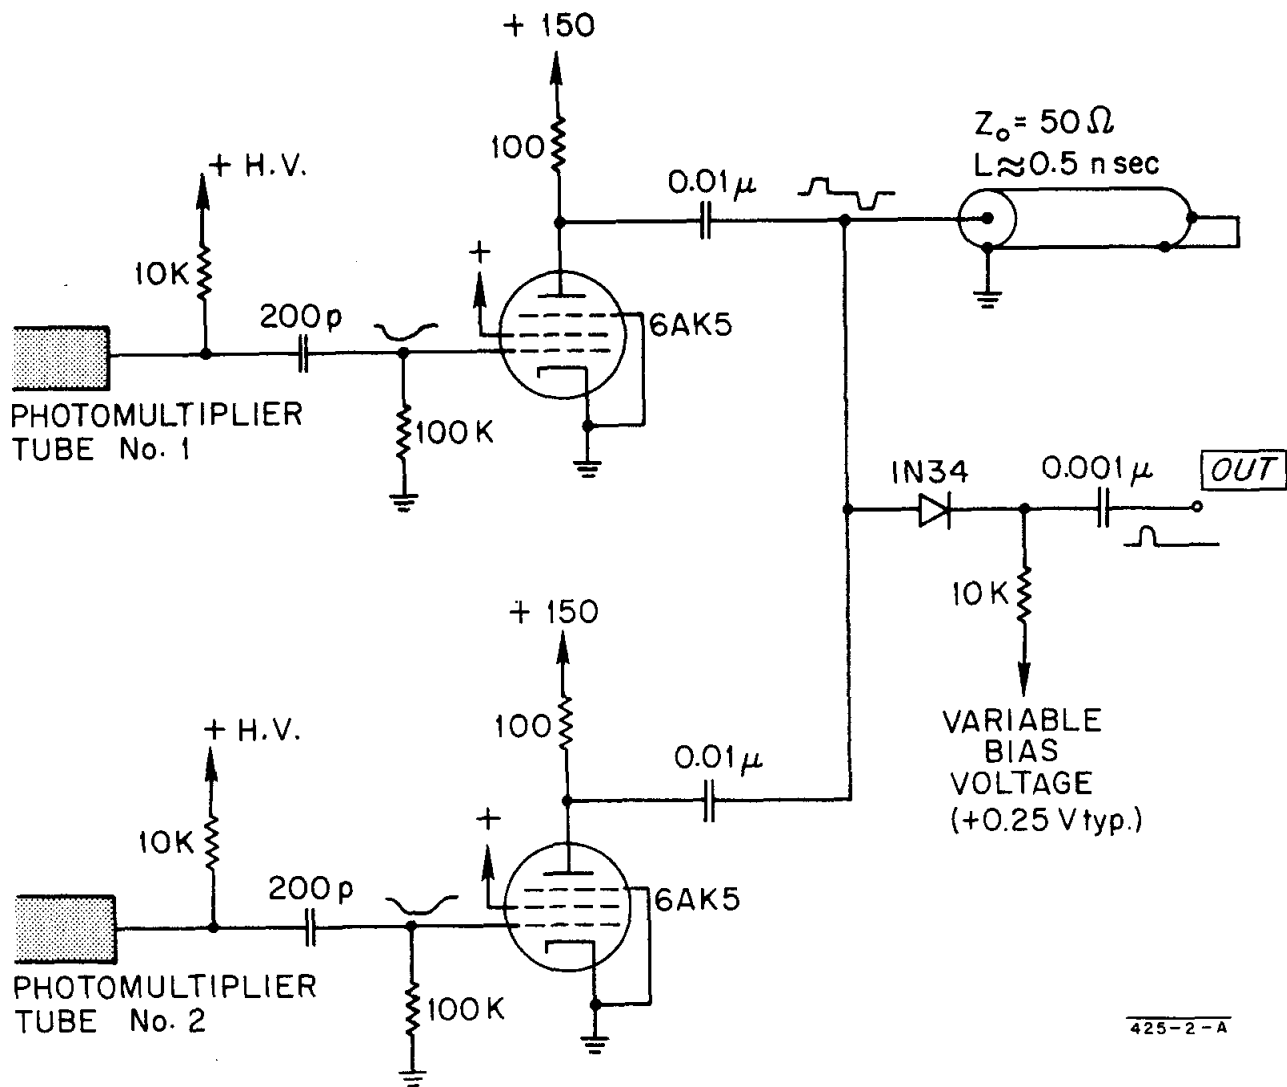 + 150
100
Z₀ = 50 Ω
L ≈ 0.5 n sec
+ H.V.
0.01 μ
10K
+
200 p
6AK5
PHOTOMULTIPLIER
TUBE No. 1
100 K
IN34
0.001 μ
OUT
10 K
+ 150
100
VARIABLE
BIAS
VOLTAGE
(+0.25 V typ.)
+ H.V.
0.01 μ
10K
+
200 p
6AK5
PHOTOMULTIPLIER
TUBE No. 2
100 K
425-2-A